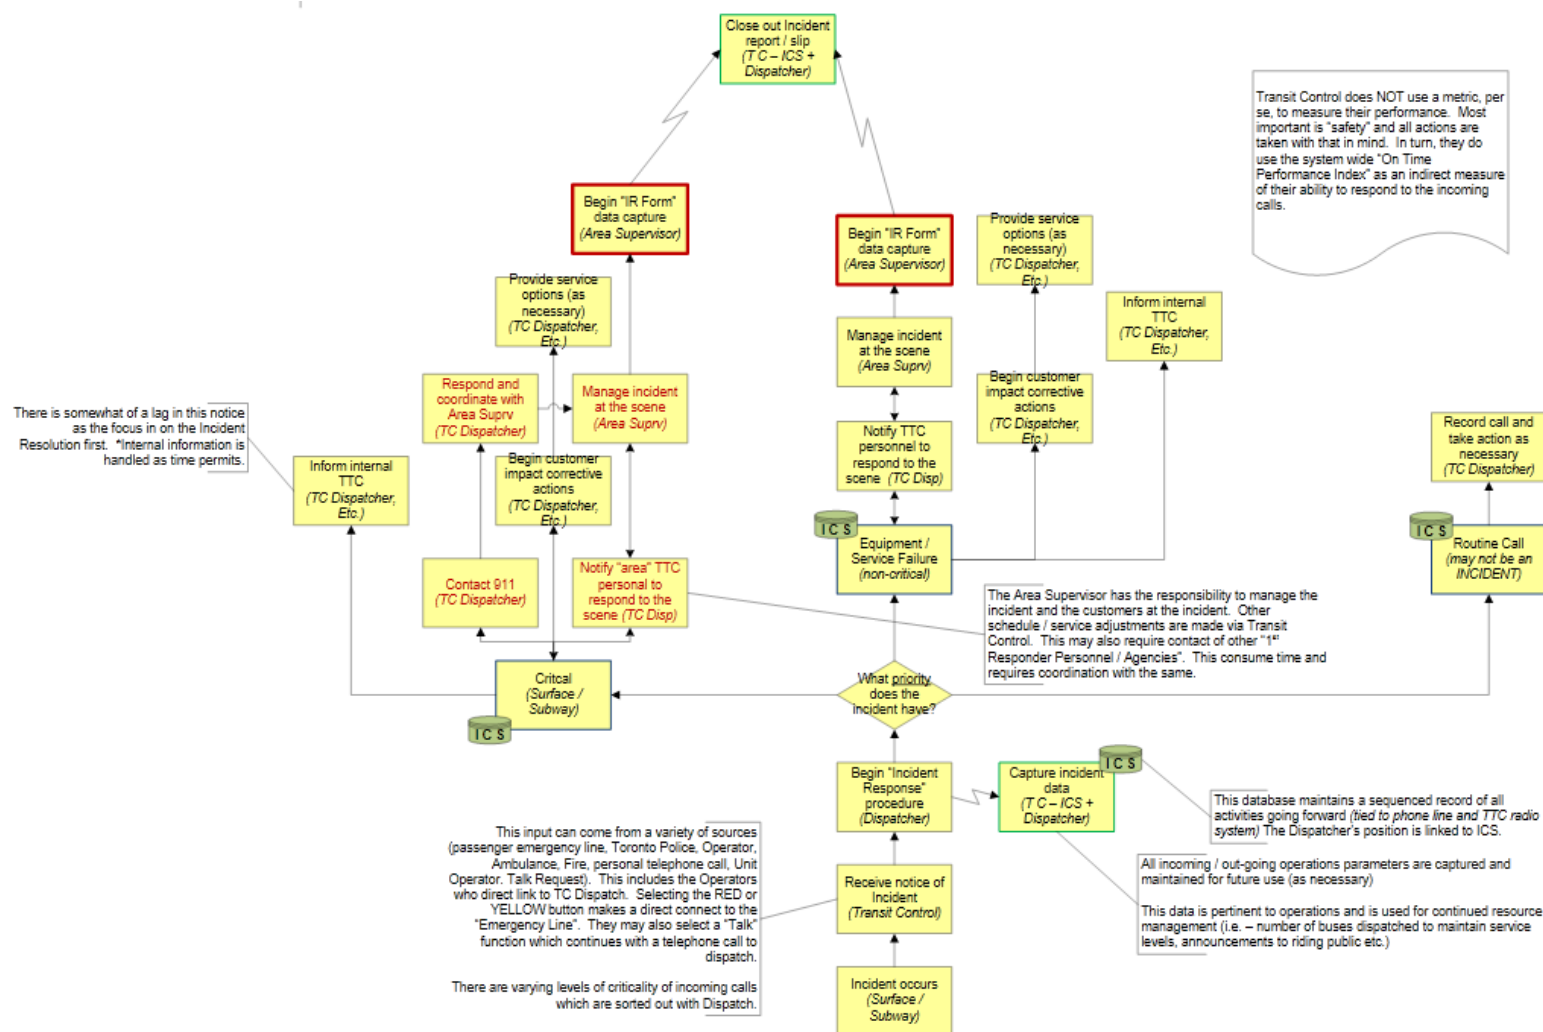 Close out Incident
report / slip
(T C – ICS +
Dispatcher)
Transit Control does NOT use a metric, per
se, to measure their performance. Most
important is "safety" and all actions are
taken with that in mind. In turn, they do
use the system wide "On Time
Performance Index" as an indirect measure
of their ability to respond to the incoming
calls.
Begin "IR Form"
data capture
(Area Supervisor)
Begin "IR Form"
data capture
(Area Supervisor)
Provide service
options (as
necessary)
(TC Dispatcher,
Etc.)
Provide service
options (as
necessary)
(TC Dispatcher,
Etc.)
Inform internal
TTC
(TC Dispatcher,
Etc.)
Manage incident
at the scene
(Area Suprv)
Respond and
coordinate with
Area Suprv
(TC Dispatcher)
Manage incident
at the scene
(Area Suprv)
Begin customer
impact corrective
actions
(TC Dispatcher,
Etc.)
There is somewhat of a lag in this notice
as the focus in on the Incident
Resolution first. *Internal information is
handled as time permits.
Notify TTC
personnel to
respond to the
scene (TC Disp)
Record call and
take action as
necessary
(TC Dispatcher)
Inform internal
TTC
(TC Dispatcher,
Etc.)
Begin customer
impact corrective
actions
(TC Dispatcher,
Etc.)
I C S
Equipment /
Service Failure
(non-critical)
I C S
Routine Call
(may not be an
INCIDENT)
Contact 911
(TC Dispatcher)
Notify "area" TTC
personal to
respond to the
scene (TC Disp)
The Area Supervisor has the responsibility to manage the
incident and the customers at the incident. Other
schedule / service adjustments are made via Transit
Control. This may also require contact of other "1st
Responder Personnel / Agencies". This consume time and
requires coordination with the same.
Critcal
(Surface /
Subway)
I C S
What priority
does the
incident have?
Begin "Incident
Response"
procedure
(Dispatcher)
Capture incident
data
(T C – ICS +
Dispatcher)
I C S
This database maintains a sequenced record of all
activities going forward (tied to phone line and TTC radio
system) The Dispatcher's position is linked to ICS.
This input can come from a variety of sources
(passenger emergency line, Toronto Police, Operator,
Ambulance, Fire, personal telephone call, Unit
Operator. Talk Request). This includes the Operators
who direct link to TC Dispatch. Selecting the RED or
YELLOW button makes a direct connect to the
"Emergency Line". They may also select a "Talk"
function which continues with a telephone call to
dispatch.
There are varying levels of criticality of incoming calls
which are sorted out with Dispatch.
Receive notice of
Incident
(Transit Control)
All incoming / out-going operations parameters are captured and
maintained for future use (as necessary)
This data is pertinent to operations and is used for continued resource
management (i.e. – number of buses dispatched to maintain service
levels, announcements to riding public etc.)
Incident occurs
(Surface /
Subway)